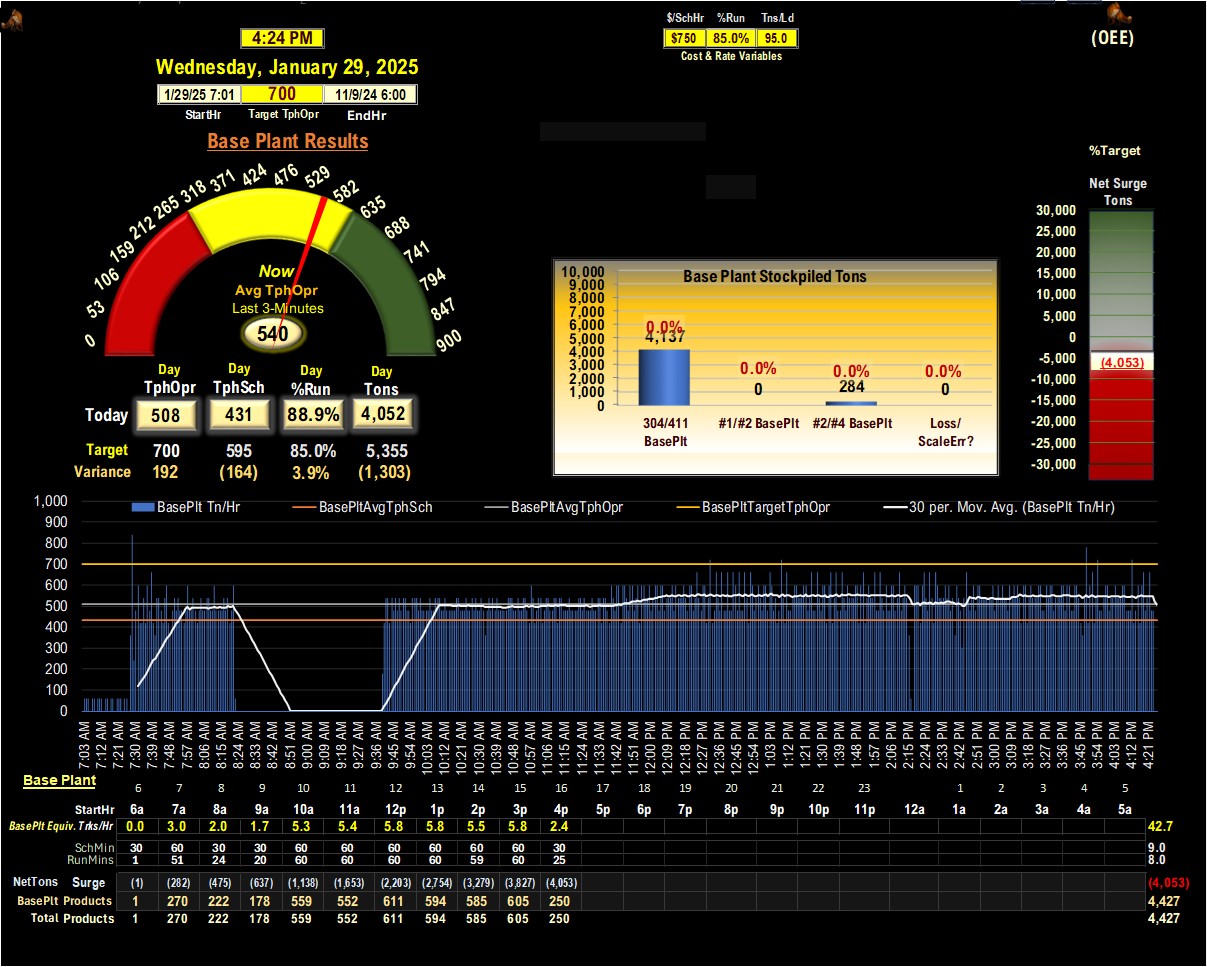 $/SchHr %Run Tns/Ld
$750 85.0% 95.0
Cost & Rate Variables
(OEE)
4:24 PM
Wednesday, January 29, 2025
1/29/25 7:01 700 11/9/24 6:00
StartHr Target TphOpr EndHr
Base Plant Results
0 53 106 159 212 265 318 371 424 476 529 582 635 688 741 794 847 900
Now
Avg TphOpr
Last 3-Minutes
540
Day Day Day Day
TphOpr TphSch %Run Tons
Today 508 431 88.9% 4,052
Target 700 595 85.0% 5,355
Variance 192 (164) 3.9% (1,303)
Base Plant Stockpiled Tons
10,000
9,000
8,000
7,000
6,000
5,000
4,000
3,000
2,000
1,000
0
0.0% 0.0% 0.0% 0.0%
4,137 0 284 0
304/411 BasePlt
#1/#2 BasePlt
#2/#4 BasePlt
Loss/ ScaleErr?
%Target
Net Surge
Tons
30,000
25,000
20,000
15,000
10,000
5,000
0
-5,000
-10,000
-15,000
-20,000
-25,000
-30,000
(4,053)
BasePlt Tn/Hr BasePltAvgTphSch BasePltAvgTphOpr BasePltTargetTphOpr 30 per. Mov. Avg. (BasePlt Tn/Hr)
1,000
900
800
700
600
500
400
300
200
100
0
7:03 AM 7:12 AM 7:21 AM 7:30 AM 7:39 AM 7:48 AM 8:06 AM 8:15 AM 8:24 AM 8:33 AM 8:42 AM 8:51 AM 9:00 AM 9:09 AM 9:18 AM 9:27 AM 9:36 AM 9:45 AM 9:54 AM 10:03 AM 10:12 AM 10:21 AM 10:30 AM 10:39 AM 10:48 AM 10:57 AM 11:06 AM 11:15 AM 11:24 AM 11:33 AM 11:42 AM 11:51 AM 12:00 PM 12:09 PM 12:18 PM 12:27 PM 12:36 PM 12:45 PM 12:54 PM 1:03 PM 1:12 PM 1:21 PM 1:30 PM 1:39 PM 1:48 PM 1:57 PM 2:06 PM 2:15 PM 2:24 PM 2:33 PM 2:42 PM 2:51 PM 3:00 PM 3:09 PM 3:18 PM 3:27 PM 3:36 PM 3:45 PM 3:54 PM 4:03 PM 4:12 PM 4:21 PM
Base Plant 6 7 8 9 10 11 12 13 14 15 16 17 18 19 20 21 22 23 1 2 3 4 5
StartHr 6a 7a 8a 9a 10a 11a 12p 1p 2p 3p 4p 5p 6p 7p 8p 9p 10p 11p 12a 1a 2a 3a 4a 5a
BasePlt Equiv. Trks/Hr 0.0 3.0 2.0 1.7 5.3 5.4 5.8 5.8 5.5 5.8 2.4 42.7
SchMin 30 60 30 30 60 60 60 60 60 60 30 9.0
RunMins 1 51 24 20 60 60 60 60 59 60 25 8.0
NetTons Surge (1) (282) (475) (637) (1,138) (1,653) (2,203) (2,754) (3,279) (3,827) (4,053) (4,053)
BasePlt Products 1 270 222 178 559 552 611 594 585 605 250 4,427
Total Products 1 270 222 178 559 552 611 594 585 605 250 4,427